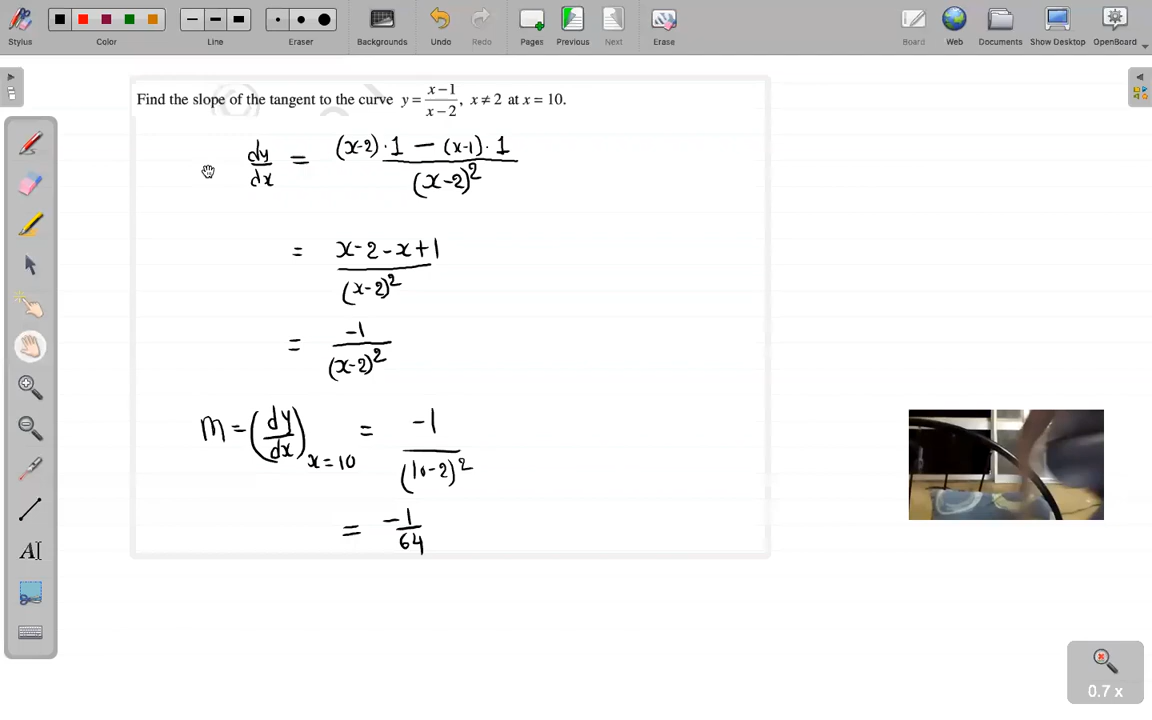 Stylus Color Line Eraser Backgrounds Undo Redo Pages Previous Next Erase Board Web Documents Show Desktop OpenBoard
Find the slope of the tangent to the curve y = (x−1)/(x−2), x ≠ 2 at x = 10.
dy/dx = ((x-2)·1 − (x-1)·1)/(x-2)²
= (x-2-x+1)/(x-2)²
= -1/(x-2)²
m = (dy/dx)ₓ₌₁₀ = -1/(10-2)²
= -1/64
AI
0.7 x